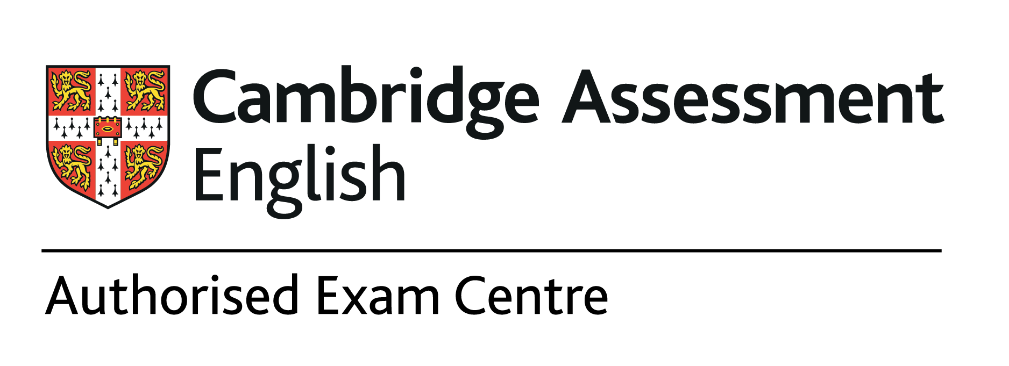 Cambridge Assessment
English
Authorised Exam Centre